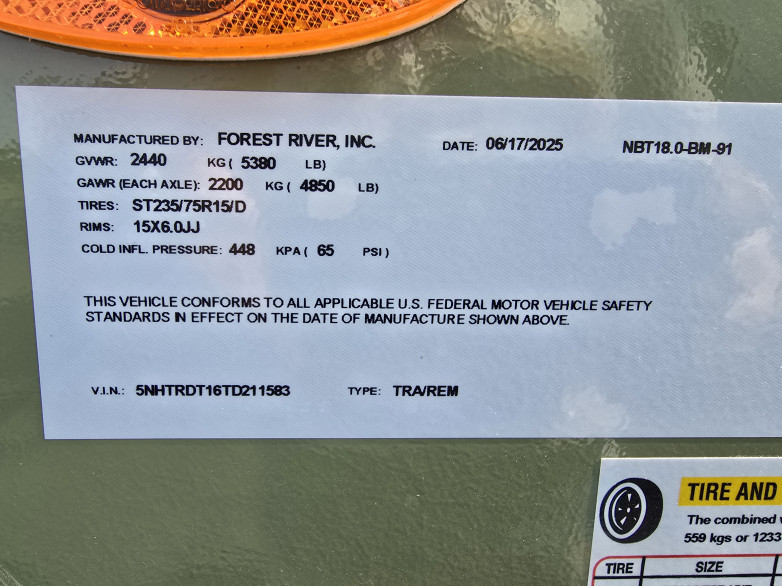 MANUFACTURED BY: FOREST RIVER, INC. DATE: 06/17/2025 NBT18.0-BM-91
GVWR: 2440 KG ( 5380 LB)
GAWR (EACH AXLE): 2200 KG ( 4850 LB)
TIRES: ST235/75R15/D
RIMS: 15X6.0JJ
COLD INFL. PRESSURE: 448 KPA ( 65 PSI )
THIS VEHICLE CONFORMS TO ALL APPLICABLE U.S. FEDERAL MOTOR VEHICLE SAFETY
STANDARDS IN EFFECT ON THE DATE OF MANUFACTURE SHOWN ABOVE.
V.I.N.: 5NHTRDT16TD211583 TYPE: TRA/REM
TIRE AND
The combined
559 kgs or 1233
TIRE SIZE